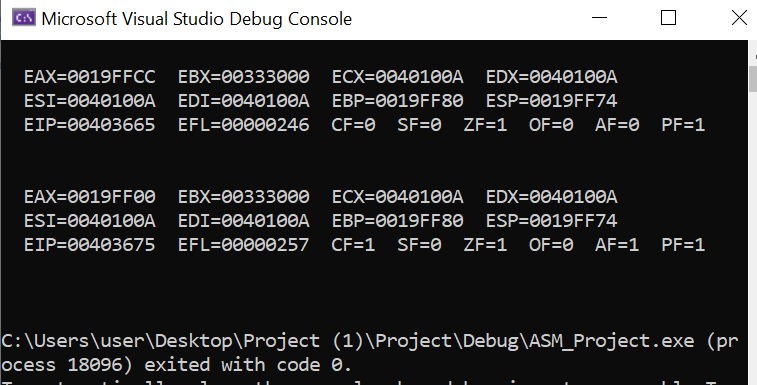 Microsoft Visual Studio Debug Console
EAX=0019FFCC  EBX=00333000  ECX=0040100A  EDX=0040100A
ESI=0040100A  EDI=0040100A  EBP=0019FF80  ESP=0019FF74
EIP=00403665  EFL=00000246  CF=0  SF=0  ZF=1  OF=0  AF=0  PF=1
EAX=0019FF00  EBX=00333000  ECX=0040100A  EDX=0040100A
ESI=0040100A  EDI=0040100A  EBP=0019FF80  ESP=0019FF74
EIP=00403675  EFL=00000257  CF=1  SF=0  ZF=1  OF=0  AF=1  PF=1
C:\Users\user\Desktop\Project (1)\Project\Debug\ASM_Project.exe (pr
ocess 18096) exited with code 0.